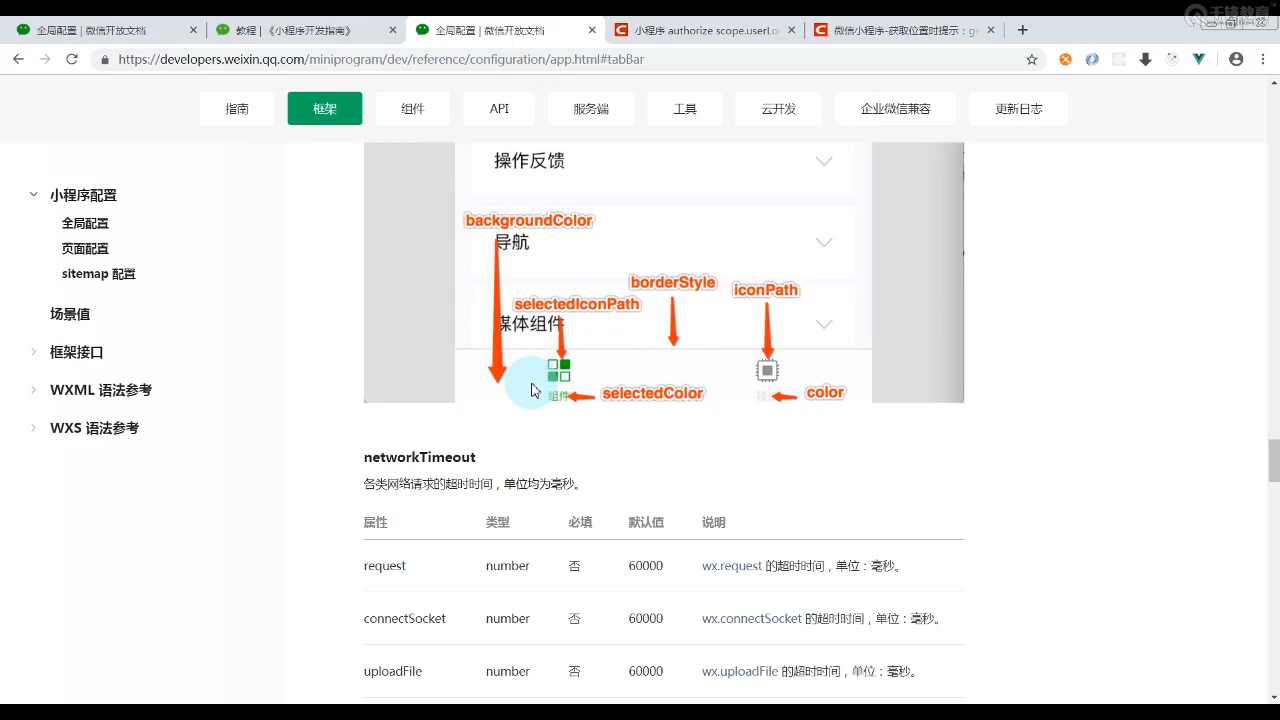 千锋教育
全局配置 | 微信开放文档
教程 | 《小程序开发指南》
全局配置 | 微信开放文档
小程序 authorize scope.userL
微信小程序-获取位置时提示：ge
https://developers.weixin.qq.com/miniprogram/dev/reference/configuration/app.html#tabBar
指南
框架
组件
API
服务端
工具
云开发
企业微信兼容
更新日志
小程序配置
全局配置
页面配置
sitemap 配置
场景值
框架接口
WXML 语法参考
WXS 语法参考
操作反馈
backgroundColor
导航
borderStyle
iconPath
selectedIconPath
媒体组件
组件
selectedColor
color
networkTimeout
各类网络请求的超时时间，单位均为毫秒。
属性 类型 必填 默认值 说明
request number 否 60000 wx.request 的超时时间，单位：毫秒。
connectSocket number 否 60000 wx.connectSocket 的超时时间，单位：毫秒。
uploadFile number 否 60000 wx.uploadFile 的超时时间，单位：毫秒。